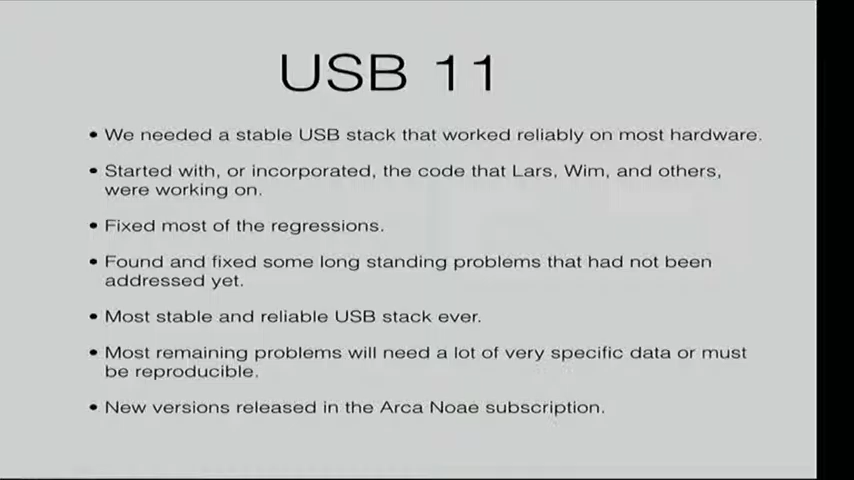 USB 11
• We needed a stable USB stack that worked reliably on most hardware.
• Started with, or incorporated, the code that Lars, Wim, and others,
were working on.
• Fixed most of the regressions.
• Found and fixed some long standing problems that had not been
addressed yet.
• Most stable and reliable USB stack ever.
• Most remaining problems will need a lot of very specific data or must
be reproducible.
• New versions released in the Arca Noae subscription.